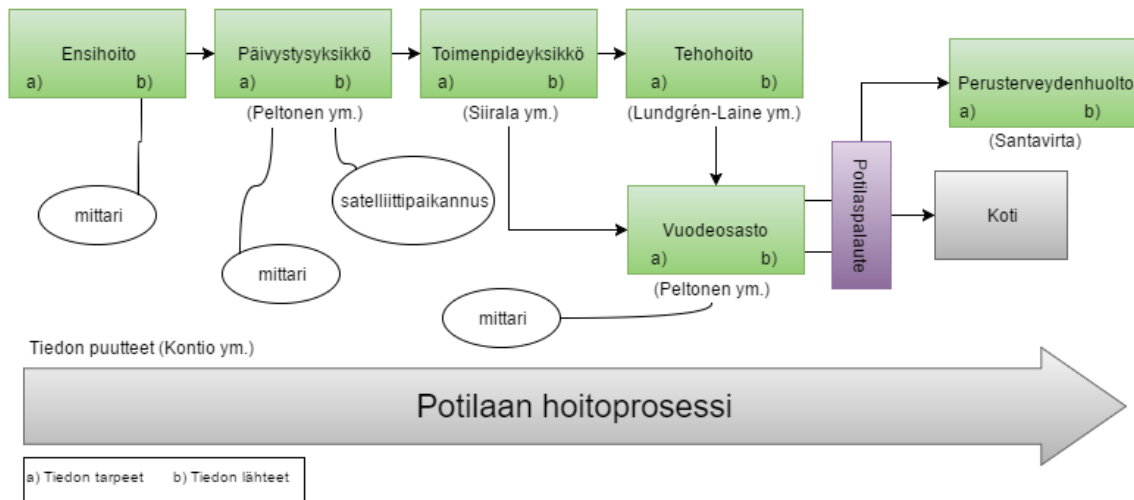 Ensihoito
a) b)
Päivystysyksikkö
a) b)
(Peltonen ym.)
Toimenpideyksikkö
a) b)
(Siirala ym.)
Tehohoito
a) b)
(Lundgrén-Laine ym.)
Perusterveydenhuolto
a) b)
(Santavirta)
mittari
mittari
satelliittipaikannus
Vuodeosasto
a) b)
(Peltonen ym.)
mittari
Potilaspalaute
Koti
Tiedon puutteet (Kontio ym.)
Potilaan hoitoprosessi
a) Tiedon tarpeet b) Tiedon lähteet